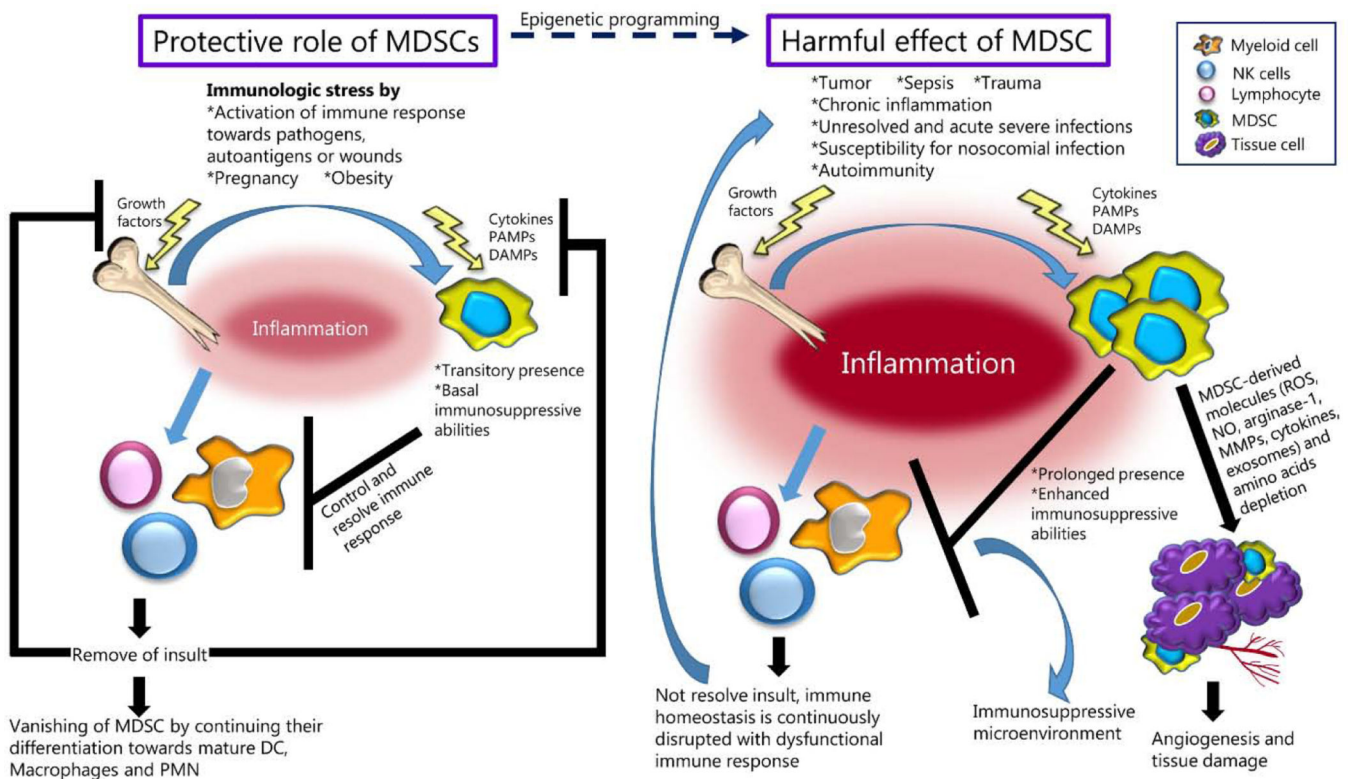 Protective role of MDSCs
Epigenetic programming
Harmful effect of MDSC
Immunologic stress by
*Activation of immune response
towards pathogens,
autoantigens or wounds
*Pregnancy *Obesity
Growth
factors
Cytokines
PAMPs
DAMPs
Inflammation
*Transitory presence
*Basal
immunosuppressive
abilities
Control and
resolve immune
response
Remove of insult
Vanishing of MDSC by continuing their
differentiation towards mature DC,
Macrophages and PMN
*Tumor *Sepsis *Trauma
*Chronic inflammation
*Unresolved and acute severe infections
*Susceptibility for nosocomial infection
*Autoimmunity
Growth
factors
Cytokines
PAMPs
DAMPs
Inflammation
MDSC-derived
molecules (ROS,
NO, arginase-1,
MMPs, cytokines,
exosomes) and
amino acids
depletion
*Prolonged presence
*Enhanced
immunosuppressive
abilities
Not resolve insult, immune
homeostasis is continuously
disrupted with dysfunctional
immune response
Immunosuppressive
microenvironment
Angiogenesis and
tissue damage
Myeloid cell
NK cells
Lymphocyte
MDSC
Tissue cell